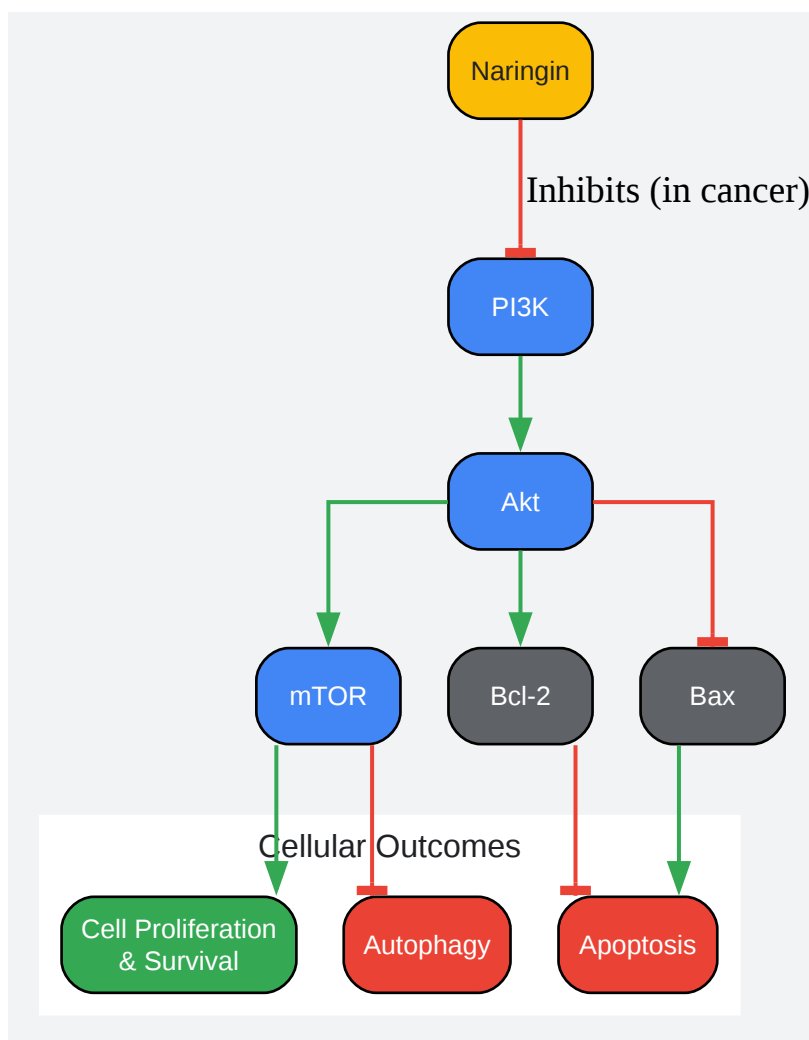 Naringin
Inhibits (in cancer)
PI3K
Akt
mTOR
Bcl-2
Bax
Cellular Outcomes
Cell Proliferation
& Survival
Autophagy
Apoptosis